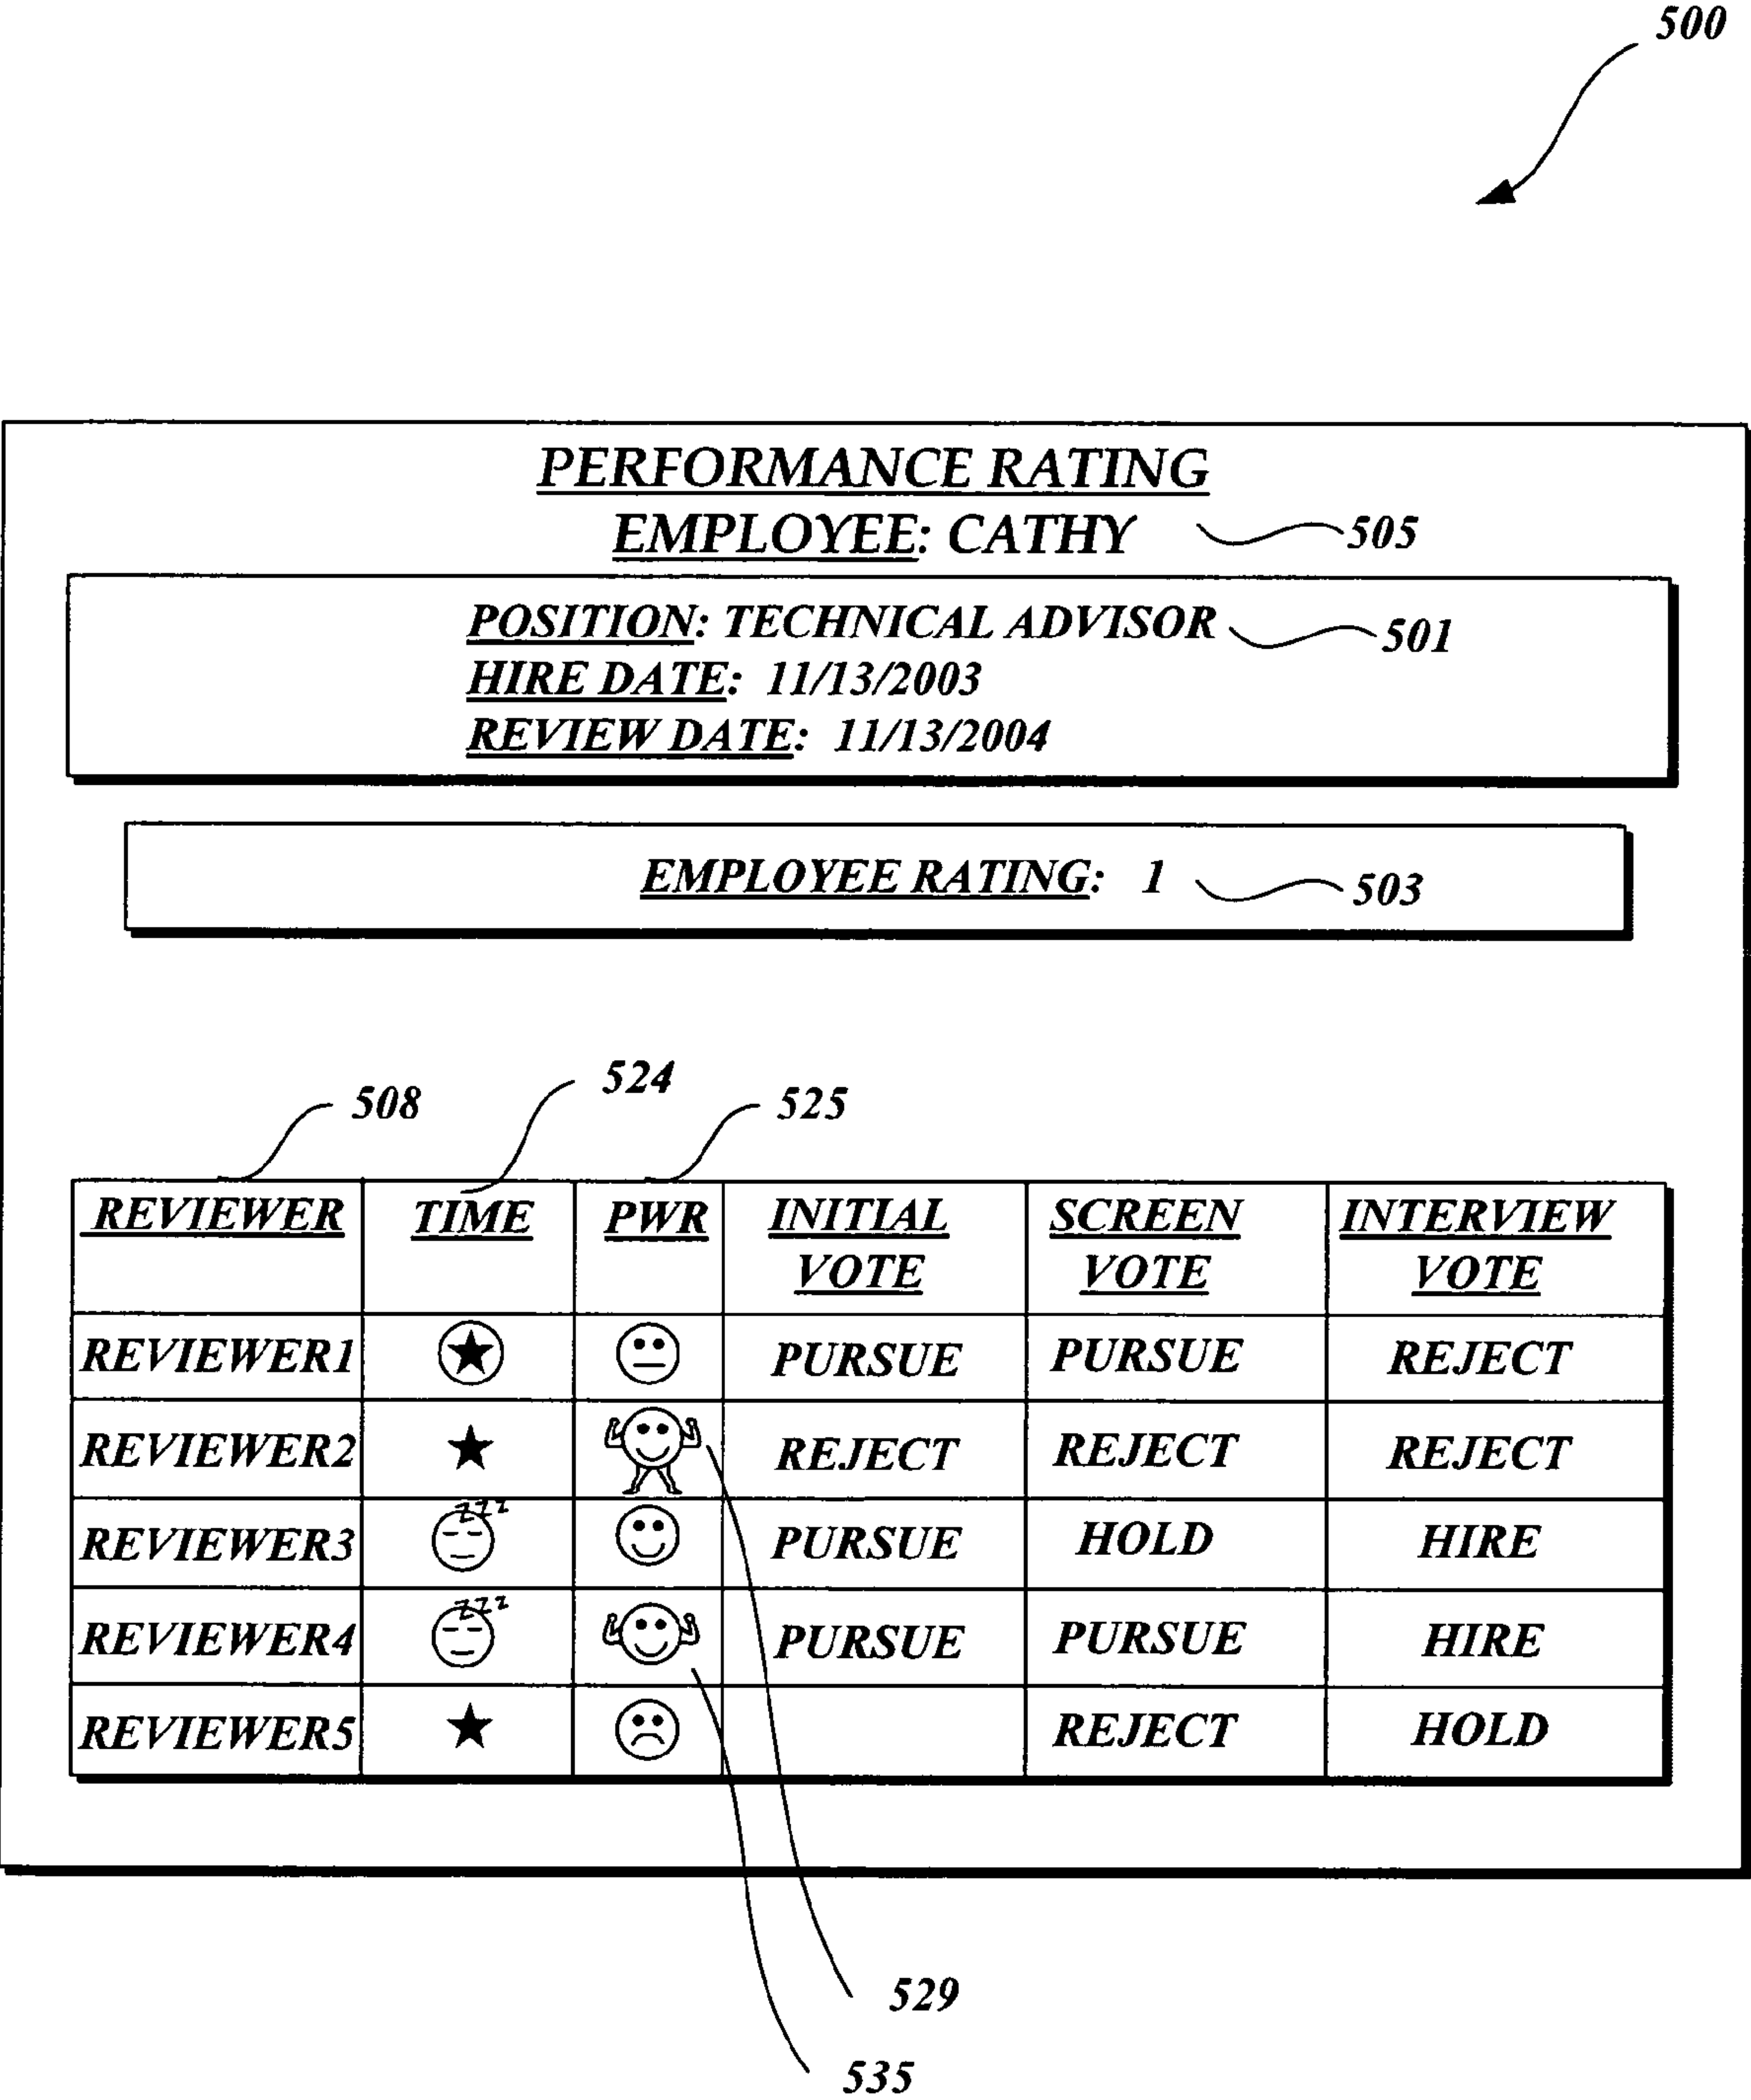 500
PERFORMANCE RATING
EMPLOYEE: CATHY 505
POSITION: TECHNICAL ADVISOR 501
HIRE DATE: 11/13/2003
REVIEW DATE: 11/13/2004
EMPLOYEE RATING: 1 503
508 524 525
REVIEWER TIME PWR INITIAL VOTE SCREEN VOTE INTERVIEW VOTE
REVIEWER1 PURSUE PURSUE REJECT
REVIEWER2 REJECT REJECT REJECT
REVIEWER3 zzz PURSUE HOLD HIRE
REVIEWER4 zzz PURSUE PURSUE HIRE
REVIEWER5 REJECT HOLD
529
535